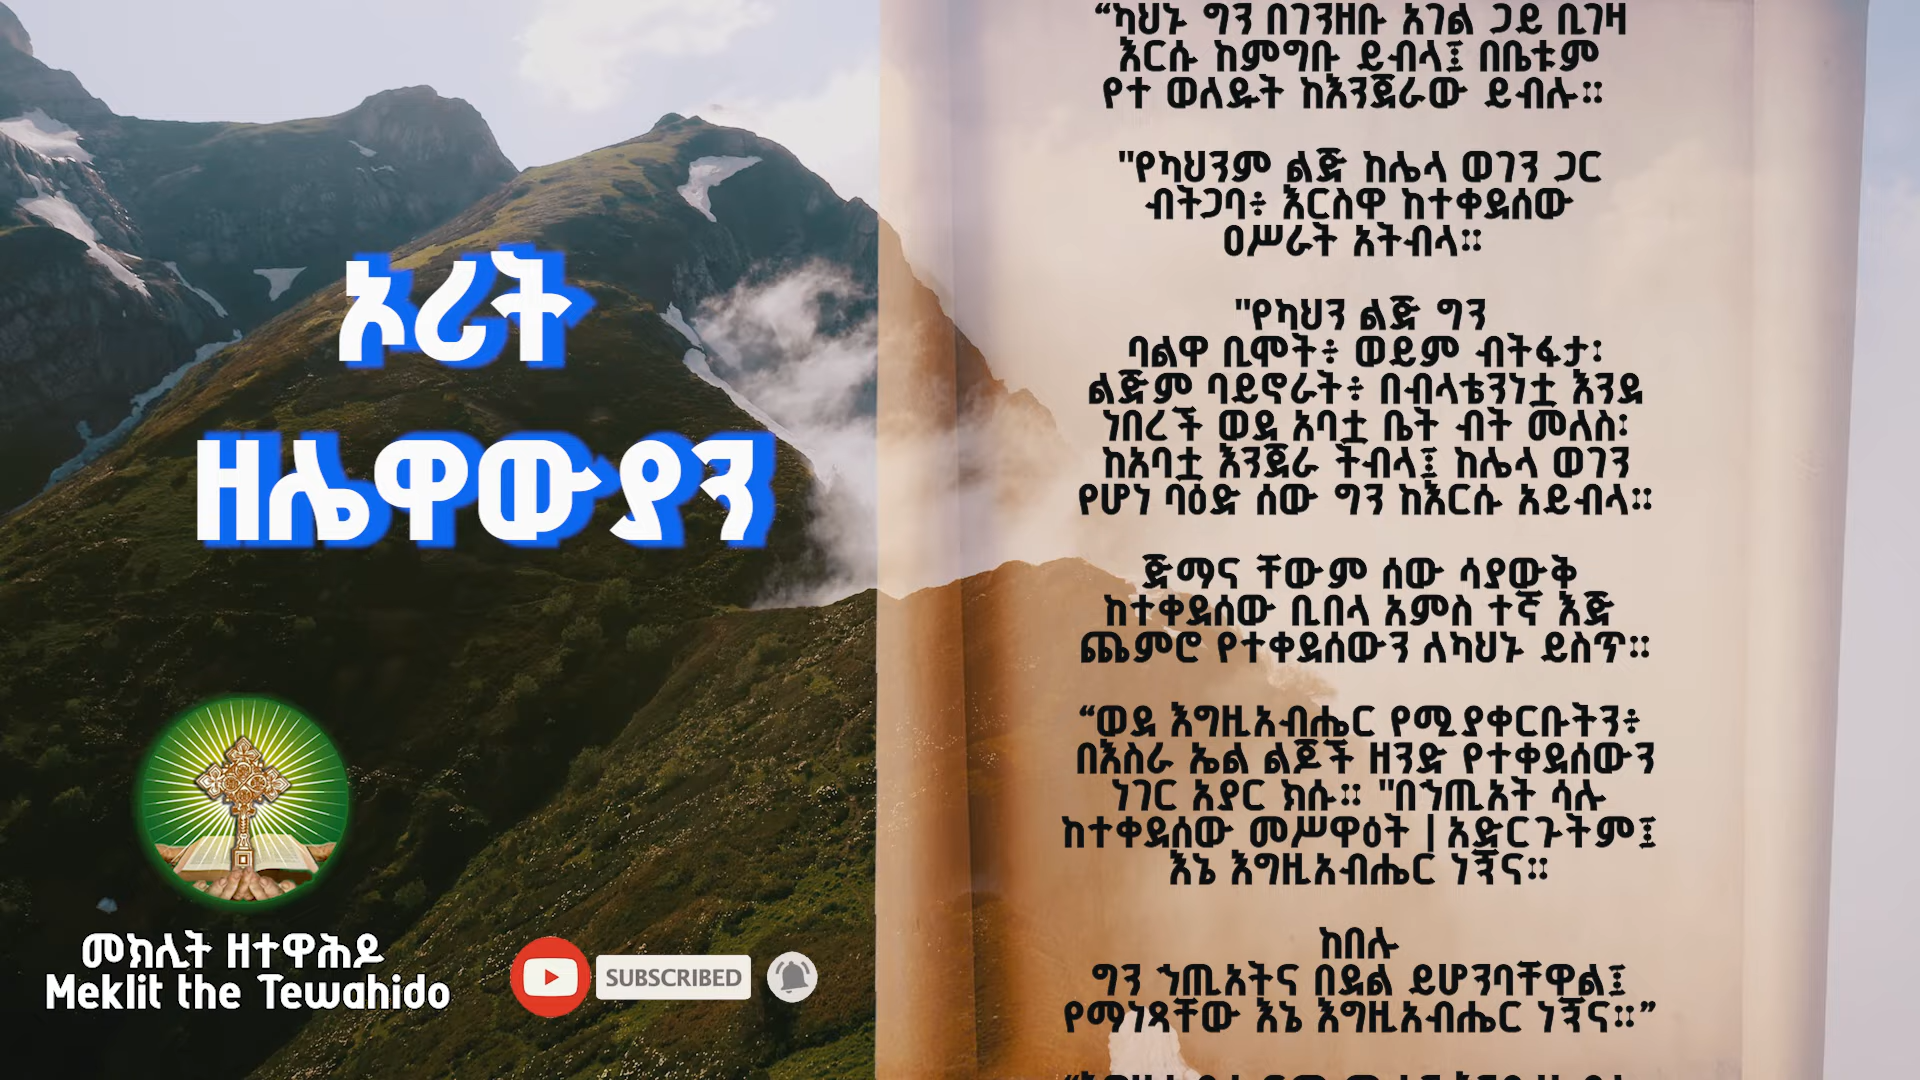 ኦሪት
ዘሌዋውያን
መክሊት ዘተዋሕዶ
Meklit the Tewahido
SUBSCRIBED
“ካህኑ ግን በገንዘቡ አገል ጋይ ቢገዛ
እርሱ ከምግቡ ይብላ፤ በቤቱም
የተ ወለዱት ከእንጀራው ይብሉ።
"የካህንም ልጅ ከሌላ ወገን ጋር
ብትጋባ፥ እርስዋ ከተቀደሰው
ዐሥራት አትብላ።
"የካህን ልጅ ግን
ባልዋ ቢሞት፥ ወይም ብትፋታ፣
ልጅም ባይኖራት፥ በብላቴንነቷ እንደ
ነበረች ወደ አባቷ ቤት ብት መለስ፣
ከአባቷ እንጀራ ትብላ፤ ከሌላ ወገን
የሆነ ባዕድ ሰው ግን ከእርሱ አይብላ።
ጅማና ቸውም ሰው ሳያውቅ
ከተቀደሰው ቢበላ አምስ ተኛ እጅ
ጨምሮ የተቀደሰውን ለካህኑ ይስጥ።
“ወደ እግዚአብሔር የሚያቀርቡትን፥
በእስራ ኤል ልጆች ዘንድ የተቀደሰውን
ነገር አያር ክሱ። "በኀጢአት ሳሉ
ከተቀደሰው መሥዋዕት | አድርጉትም፤
እኔ እግዚአብሔር ነኝና።
ከበሉ
ግን ኀጢአትና በደል ይሆንባቸዋል፤
የማነጻቸው እኔ እግዚአብሔር ነኝና።”